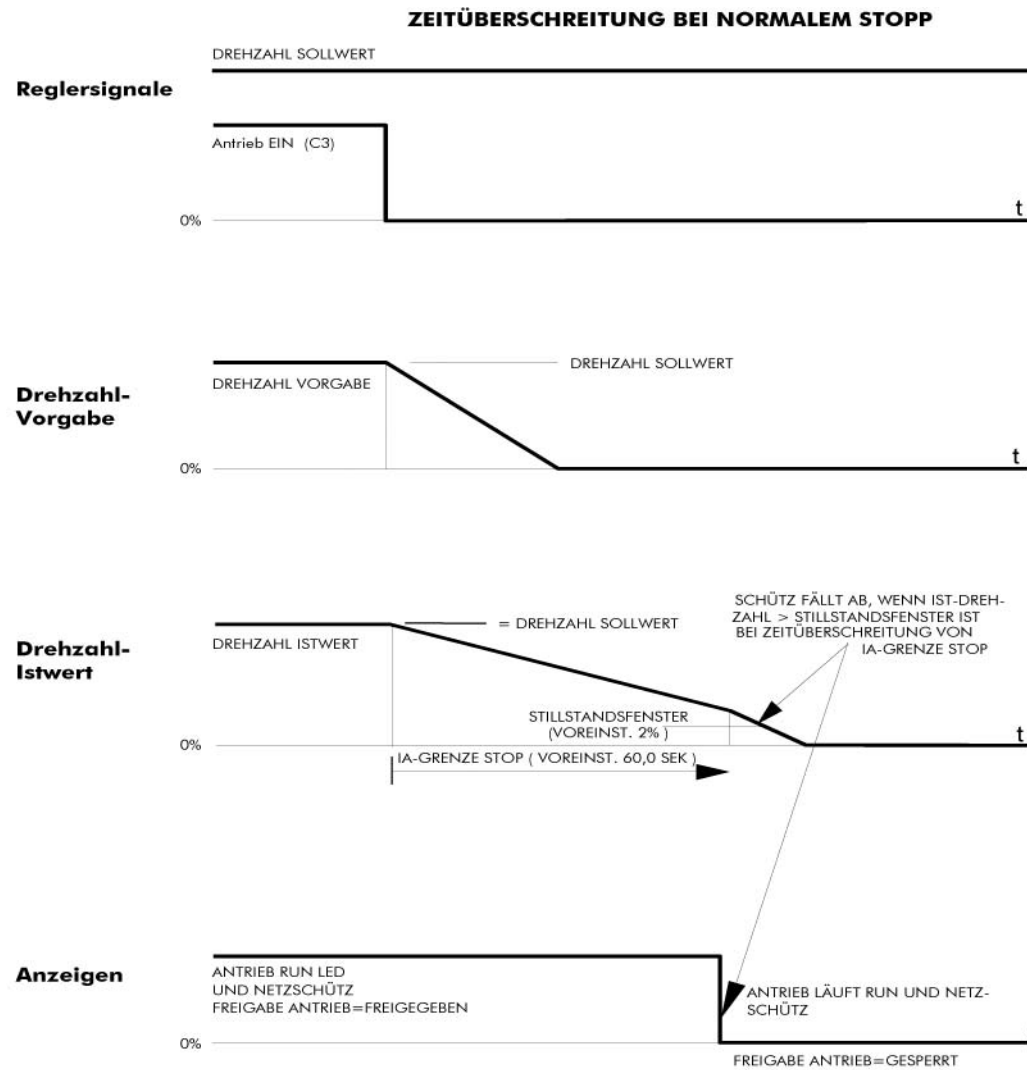 ZEITÜBERSCHREITUNG BEI NORMALEM STOPP
DREHZAHL SOLLWERT
Reglersignale
Antrieb EIN (C3)
0%
t
DREHZAHL SOLLWERT
DREHZAHL VORGABE
Drehzahl-
Vorgabe
0%
t
SCHÜTZ FÄLLT AB, WENN IST-DREH-
ZAHL > STILLSTANDSFENSTER IST
BEI ZEITÜBERSCHREITUNG VON
IA-GRENZE STOP
= DREHZAHL SOLLWERT
DREHZAHL ISTWERT
Drehzahl-
Istwert
STILLSTANDSFENSTER
(VOREINST. 2% )
0%
t
IA-GRENZE STOP ( VOREINST. 60,0 SEK )
Anzeigen
ANTRIEB RUN LED
UND NETZSCHÜTZ
FREIGABE ANTRIEB=FREIGEGEBEN
ANTRIEB LÄUFT RUN UND NETZ-
SCHÜTZ
0%
FREIGABE ANTRIEB=GESPERRT